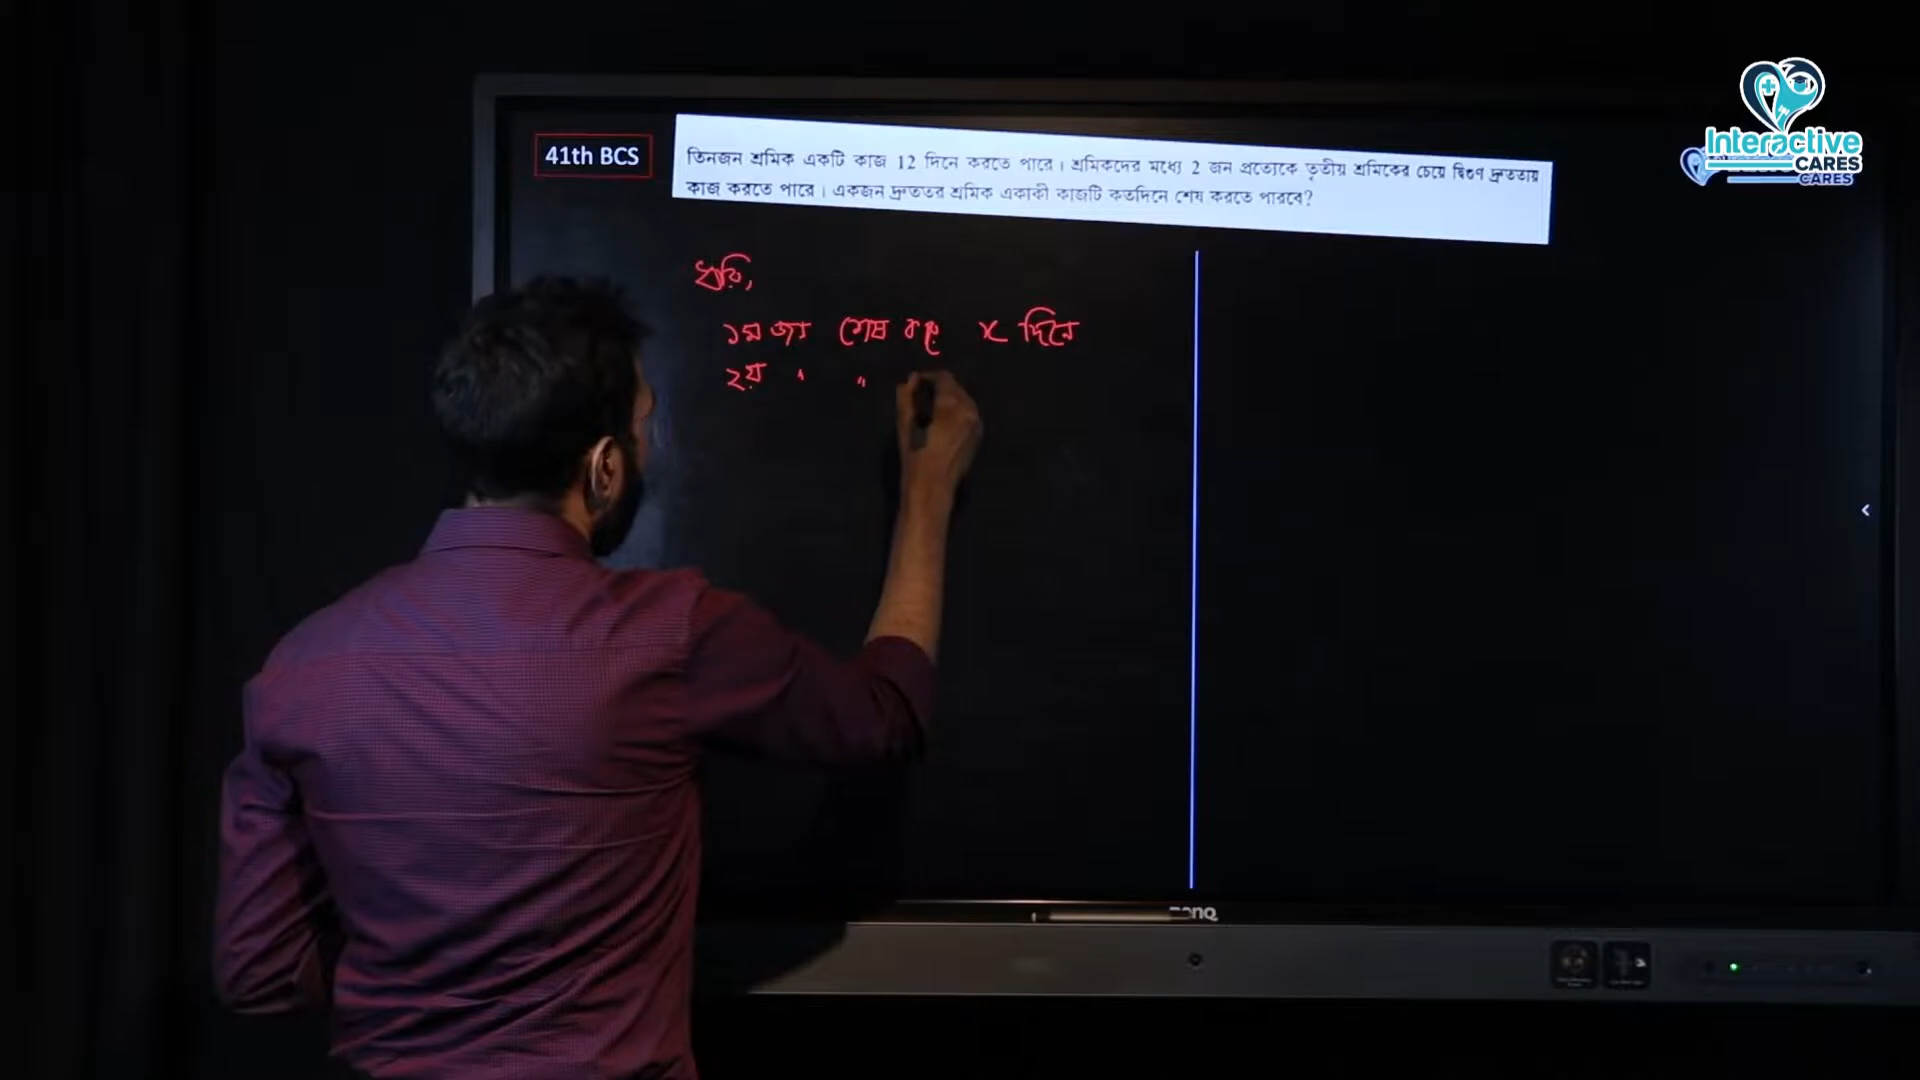 41th BCS
তিনজন শ্রমিক একটি কাজ 12 দিনে করতে পারে। শ্রমিকদের মধ্যে 2 জন প্রত্যেকে তৃতীয় শ্রমিকের চেয়ে দ্বিগুণ দ্রুততায়
কাজ করতে পারে। একজন দ্রুততর শ্রমিক একাকী কাজটি কতদিনে শেষ করতে পারবে?
ধরি,
১ম জন শেষ করে x দিনে
২য় " "
Interactive
CARES
CARES